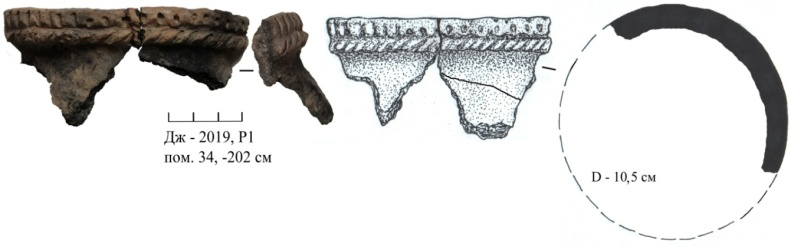 Дж - 2019, Р1
пом. 34, -202 см
D - 10,5 см